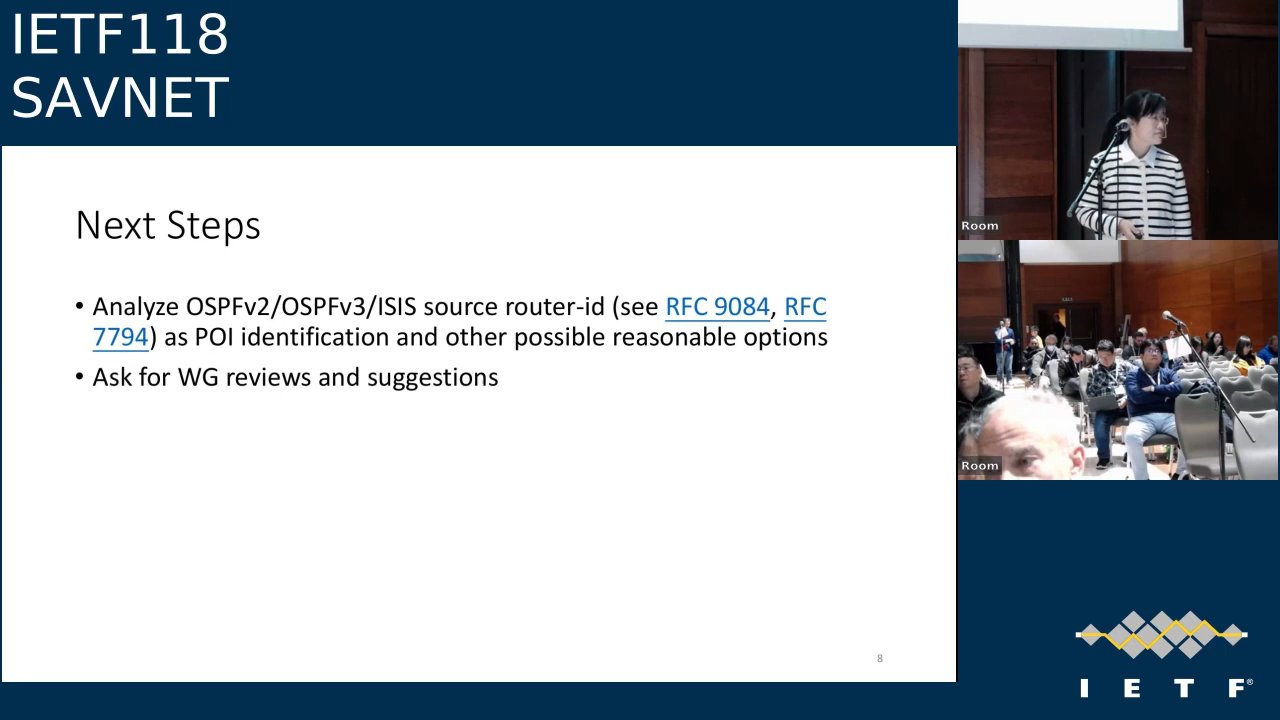 IETF118
SAVNET
Next Steps
• Analyze OSPFv2/OSPFv3/ISIS source router-id (see RFC 9084, RFC
7794) as POI identification and other possible reasonable options
• Ask for WG reviews and suggestions
8
Room
Room
I E T F®